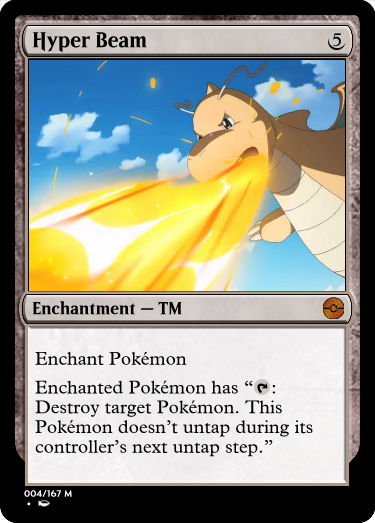 Hyper Beam 5
Enchantment — TM
Enchant Pokémon
Enchanted Pokémon has “T:
Destroy target Pokémon. This
Pokémon doesn’t untap during its
controller’s next untap step.”
004/167 M